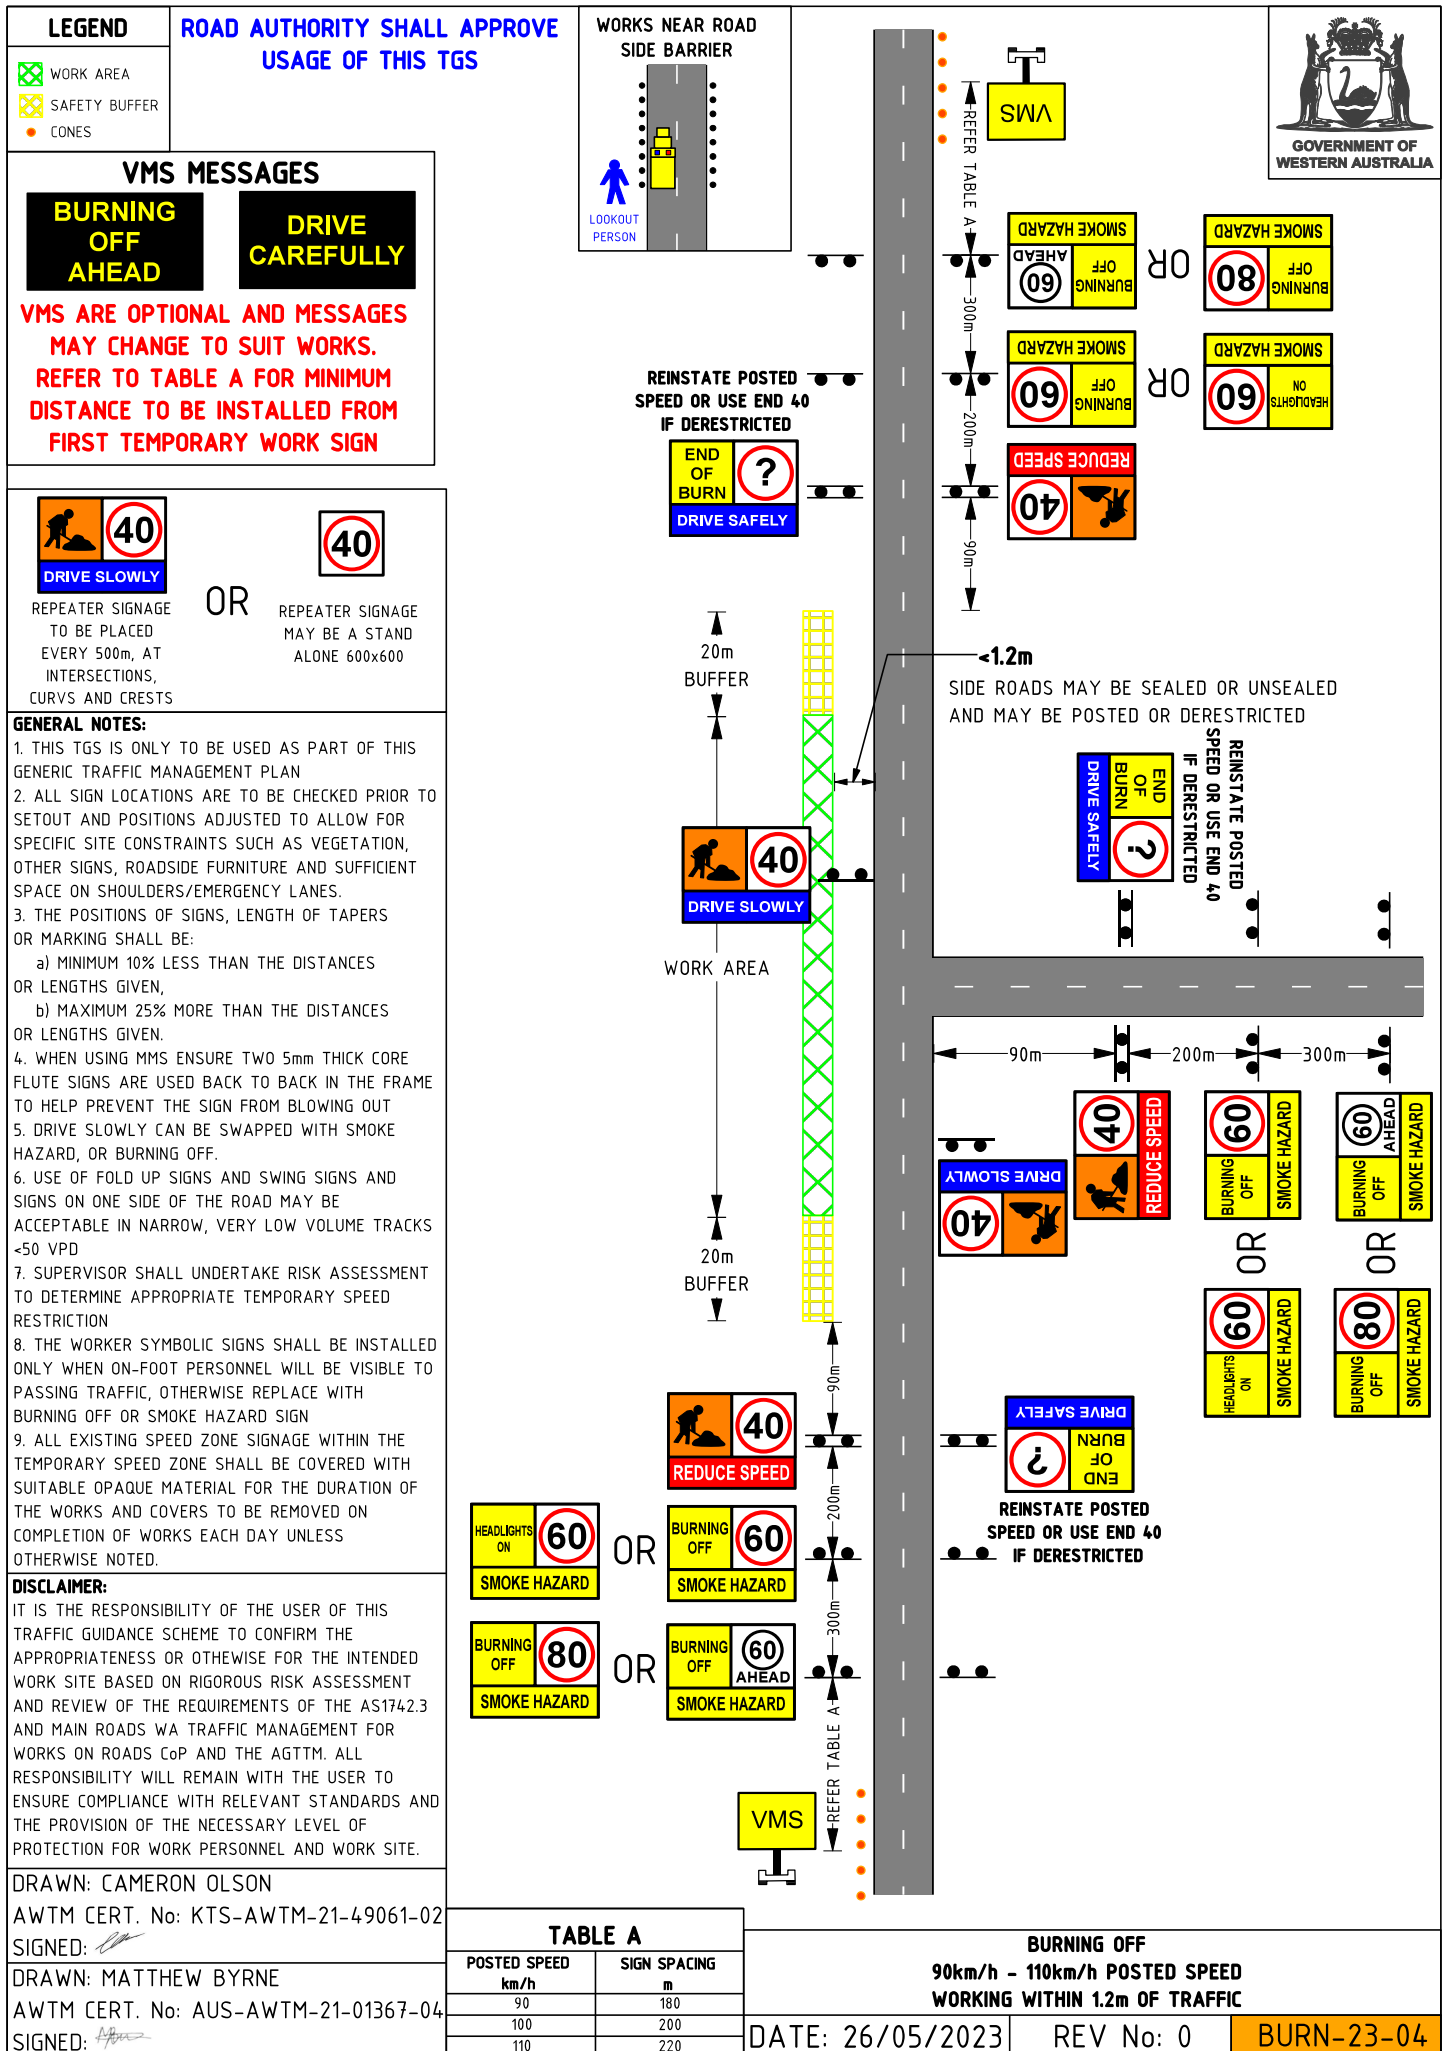 LEGEND
WORK AREA
SAFETY BUFFER
CONES
ROAD AUTHORITY SHALL APPROVE
USAGE OF THIS TGS
VMS MESSAGES
BURNING
OFF
AHEAD
DRIVE
CAREFULLY
VMS ARE OPTIONAL AND MESSAGES
MAY CHANGE TO SUIT WORKS.
REFER TO TABLE A FOR MINIMUM
DISTANCE TO BE INSTALLED FROM
FIRST TEMPORARY WORK SIGN
WORKS NEAR ROAD
SIDE BARRIER
LOOKOUT
PERSON
GOVERNMENT OF
WESTERN AUSTRALIA
VMS
REFER TABLE A
SMOKE HAZARD
60
AHEAD
BURNING
OFF
OR
SMOKE HAZARD
80
BURNING
OFF
300m
SMOKE HAZARD
60
BURNING
OFF
OR
SMOKE HAZARD
60
HEADLIGHTS
ON
200m
REDUCE SPEED
40
90m
REINSTATE POSTED
SPEED OR USE END 40
IF DERESTRICTED
END
OF
BURN
?
DRIVE SAFELY
40
DRIVE SLOWLY
REPEATER SIGNAGE
TO BE PLACED
EVERY 500m, AT
INTERSECTIONS,
CURVS AND CRESTS
OR
40
REPEATER SIGNAGE
MAY BE A STAND
ALONE 600x600
20m
BUFFER
<1.2m
SIDE ROADS MAY BE SEALED OR UNSEALED
AND MAY BE POSTED OR DERESTRICTED
REINSTATE POSTED
SPEED OR USE END 40
IF DERESTRICTED
END
OF
BURN
?
DRIVE SAFELY
40
DRIVE SLOWLY
WORK AREA
90m
200m
300m
40
REDUCE SPEED
60
BURNING
OFF
SMOKE HAZARD
60
AHEAD
BURNING
OFF
SMOKE HAZARD
OR
OR
60
HEADLIGHTS
ON
SMOKE HAZARD
80
BURNING
OFF
SMOKE HAZARD
DRIVE SLOWLY
40
20m
BUFFER
90m
40
REDUCE SPEED
200m
DRIVE SAFELY
?
END
OF
BURN
REINSTATE POSTED
SPEED OR USE END 40
IF DERESTRICTED
HEADLIGHTS
ON
60
SMOKE HAZARD
OR
BURNING
OFF
60
SMOKE HAZARD
300m
BURNING
OFF
80
SMOKE HAZARD
OR
BURNING
OFF
60
AHEAD
SMOKE HAZARD
REFER TABLE A
VMS
GENERAL NOTES:
1. THIS TGS IS ONLY TO BE USED AS PART OF THIS
GENERIC TRAFFIC MANAGEMENT PLAN
2. ALL SIGN LOCATIONS ARE TO BE CHECKED PRIOR TO
SETOUT AND POSITIONS ADJUSTED TO ALLOW FOR
SPECIFIC SITE CONSTRAINTS SUCH AS VEGETATION,
OTHER SIGNS, ROADSIDE FURNITURE AND SUFFICIENT
SPACE ON SHOULDERS/EMERGENCY LANES.
3. THE POSITIONS OF SIGNS, LENGTH OF TAPERS
OR MARKING SHALL BE:
a) MINIMUM 10% LESS THAN THE DISTANCES
OR LENGTHS GIVEN,
b) MAXIMUM 25% MORE THAN THE DISTANCES
OR LENGTHS GIVEN.
4. WHEN USING MMS ENSURE TWO 5mm THICK CORE
FLUTE SIGNS ARE USED BACK TO BACK IN THE FRAME
TO HELP PREVENT THE SIGN FROM BLOWING OUT
5. DRIVE SLOWLY CAN BE SWAPPED WITH SMOKE
HAZARD, OR BURNING OFF.
6. USE OF FOLD UP SIGNS AND SWING SIGNS AND
SIGNS ON ONE SIDE OF THE ROAD MAY BE
ACCEPTABLE IN NARROW, VERY LOW VOLUME TRACKS
<50 VPD
7. SUPERVISOR SHALL UNDERTAKE RISK ASSESSMENT
TO DETERMINE APPROPRIATE TEMPORARY SPEED
RESTRICTION
8. THE WORKER SYMBOLIC SIGNS SHALL BE INSTALLED
ONLY WHEN ON-FOOT PERSONNEL WILL BE VISIBLE TO
PASSING TRAFFIC, OTHERWISE REPLACE WITH
BURNING OFF OR SMOKE HAZARD SIGN
9. ALL EXISTING SPEED ZONE SIGNAGE WITHIN THE
TEMPORARY SPEED ZONE SHALL BE COVERED WITH
SUITABLE OPAQUE MATERIAL FOR THE DURATION OF
THE WORKS AND COVERS TO BE REMOVED ON
COMPLETION OF WORKS EACH DAY UNLESS
OTHERWISE NOTED.
DISCLAIMER:
IT IS THE RESPONSIBILITY OF THE USER OF THIS
TRAFFIC GUIDANCE SCHEME TO CONFIRM THE
APPROPRIATENESS OR OTHEWISE FOR THE INTENDED
WORK SITE BASED ON RIGOROUS RISK ASSESSMENT
AND REVIEW OF THE REQUIREMENTS OF THE AS1742.3
AND MAIN ROADS WA TRAFFIC MANAGEMENT FOR
WORKS ON ROADS CoP AND THE AGTTM. ALL
RESPONSIBILITY WILL REMAIN WITH THE USER TO
ENSURE COMPLIANCE WITH RELEVANT STANDARDS AND
THE PROVISION OF THE NECESSARY LEVEL OF
PROTECTION FOR WORK PERSONNEL AND WORK SITE.
DRAWN: CAMERON OLSON
AWTM CERT. No: KTS-AWTM-21-49061-02
SIGNED:
DRAWN: MATTHEW BYRNE
AWTM CERT. No: AUS-AWTM-21-01367-04
SIGNED:
TABLE A
POSTED SPEED km/h SIGN SPACING m
90 180
100 200
110 220
BURNING OFF
90km/h - 110km/h POSTED SPEED
WORKING WITHIN 1.2m OF TRAFFIC
DATE: 26/05/2023 REV No: 0 BURN-23-04